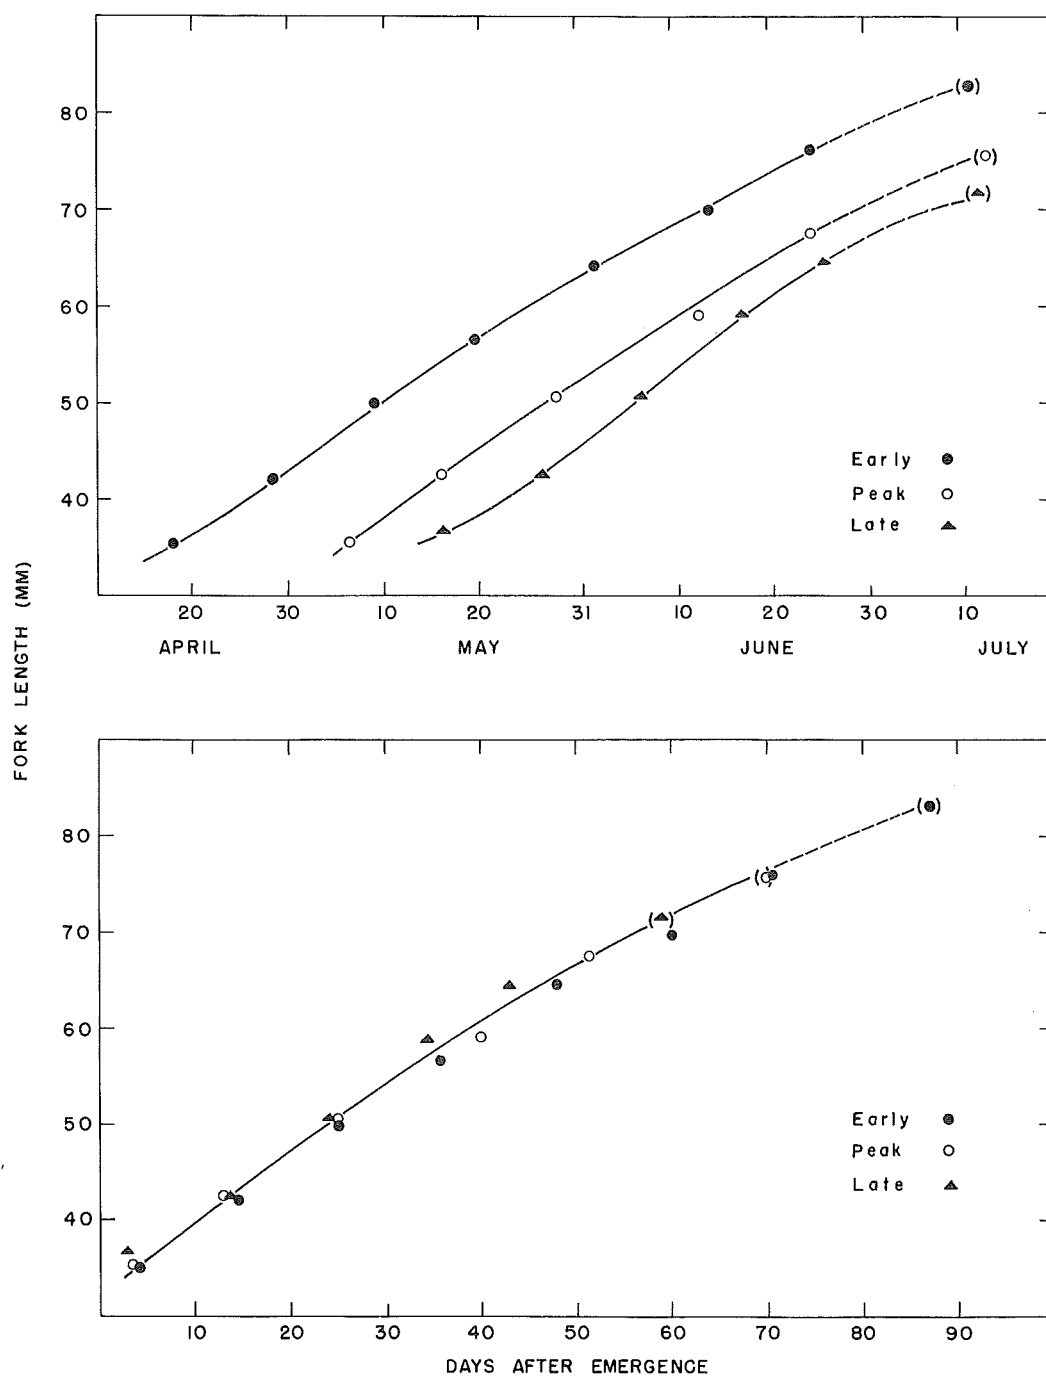 80
70
60
50
40
Early
Peak
Late
20 30 10 20 31 10 20 30 10
APRIL MAY JUNE JULY
FORK LENGTH (MM)
80
70
60
50
40
Early
Peak
Late
10 20 30 40 50 60 70 80 90
DAYS AFTER EMERGENCE